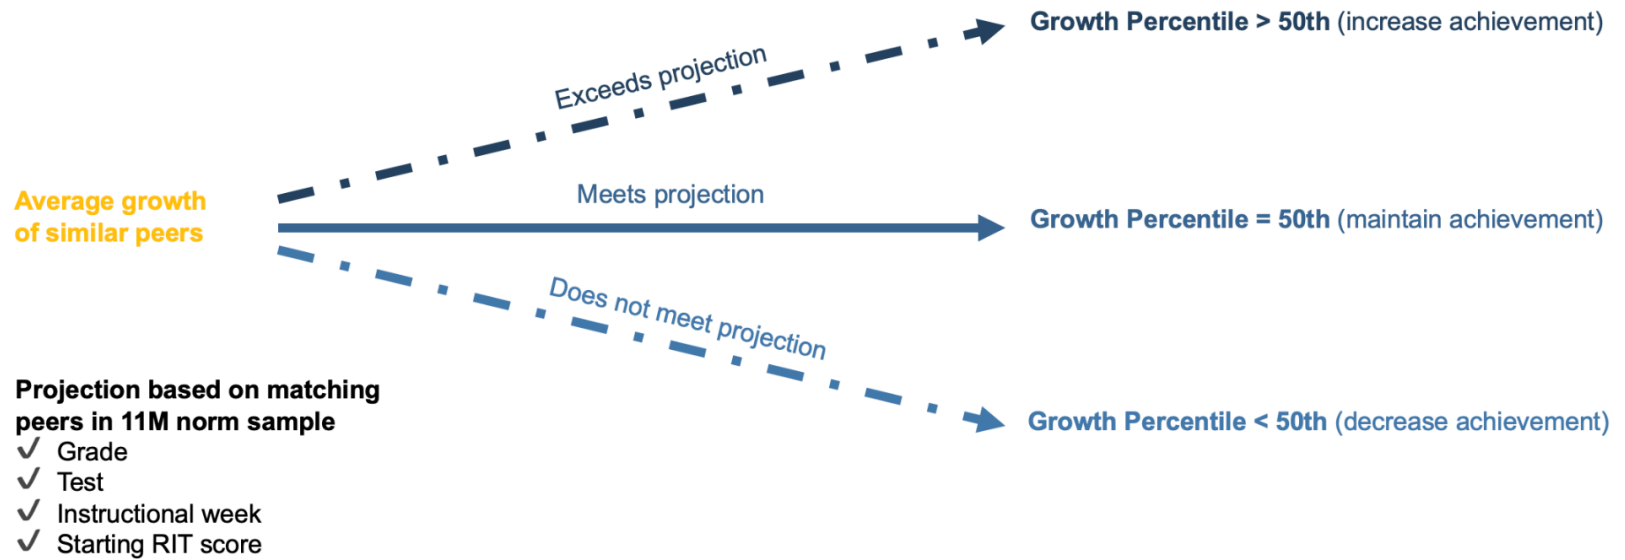 Growth Percentile > 50th (increase achievement)
Exceeds projection
Average growth
of similar peers
Meets projection
Growth Percentile = 50th (maintain achievement)
Does not meet projection
Growth Percentile < 50th (decrease achievement)
Projection based on matching
peers in 11M norm sample
✓ Grade
✓ Test
✓ Instructional week
✓ Starting RIT score